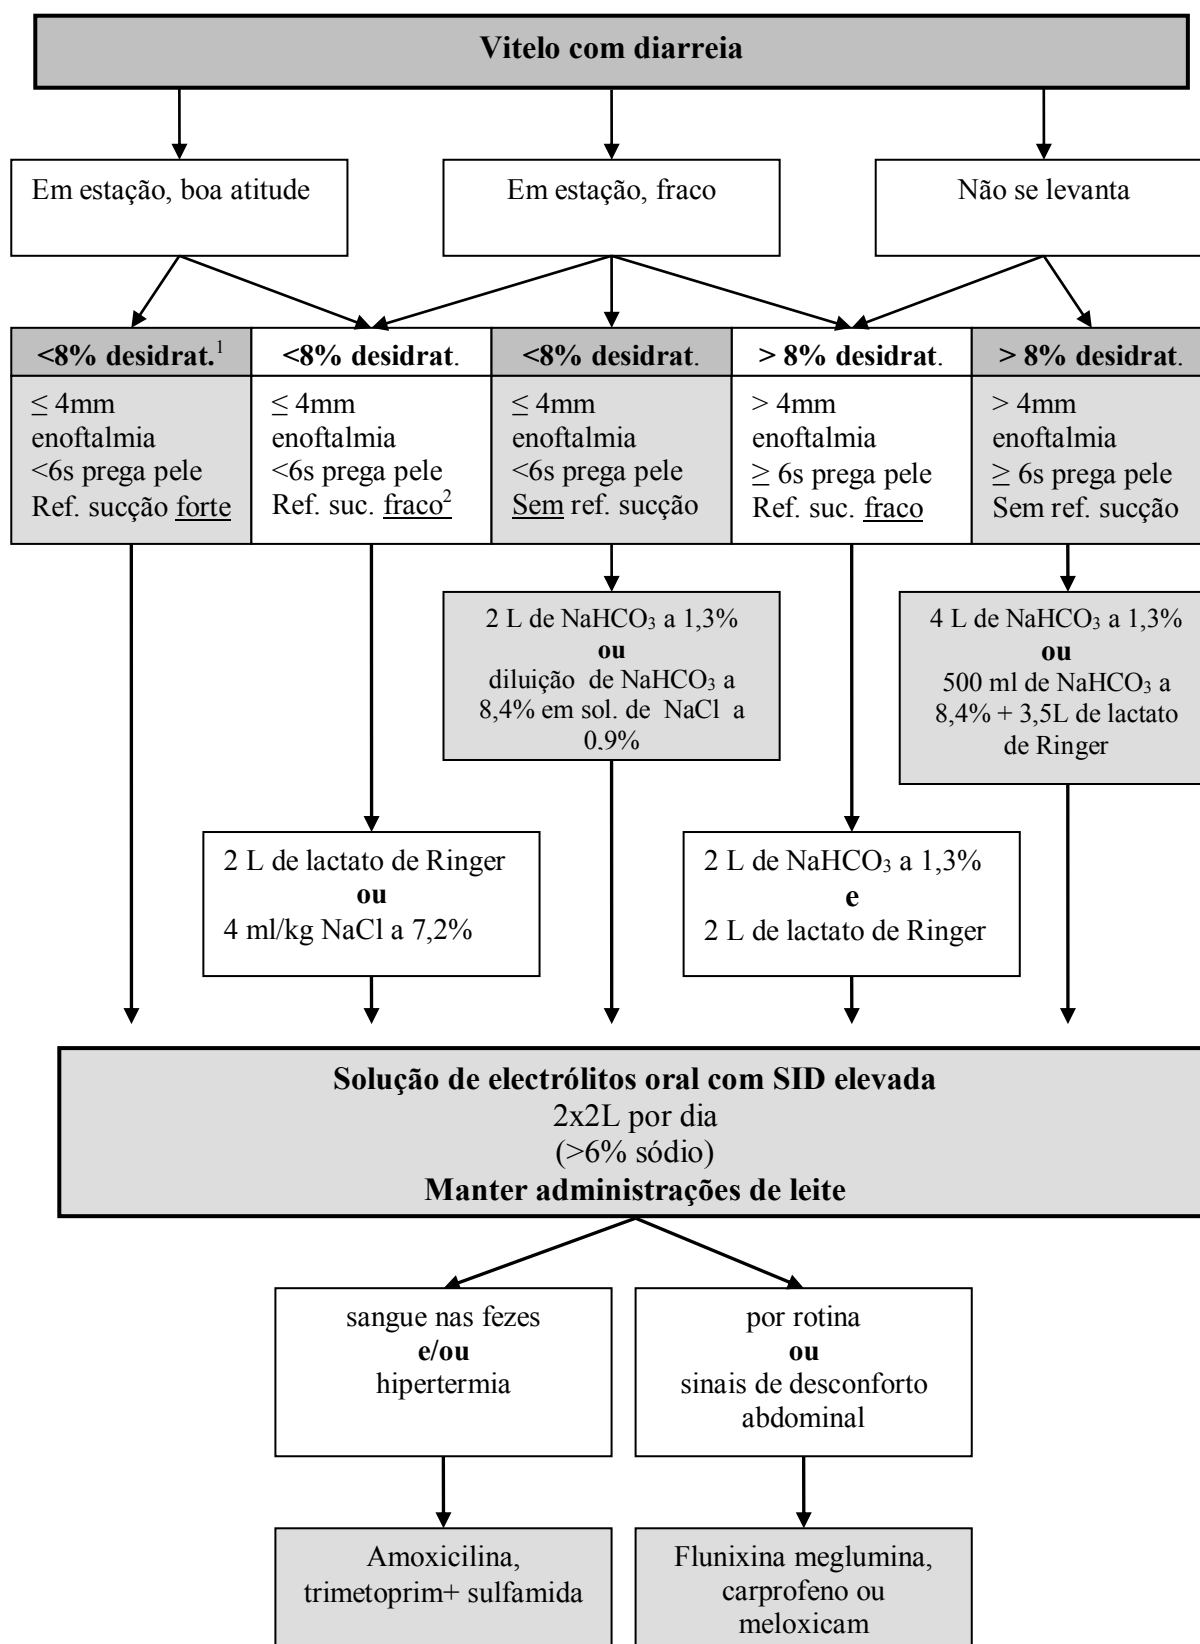 Vitelo com diarreia
Em estação, boa atitude
Em estação, fraco
Não se levanta
<8% desidrat.¹
<8% desidrat.
<8% desidrat.
> 8% desidrat.
> 8% desidrat.
≤ 4mm
enoftalmia
<6s prega pele
Ref. sucção forte
≤ 4mm
enoftalmia
<6s prega pele
Ref. suc. fraco²
≤ 4mm
enoftalmia
<6s prega pele
Sem ref. sucção
> 4mm
enoftalmia
≥ 6s prega pele
Ref. suc. fraco
> 4mm
enoftalmia
≥ 6s prega pele
Sem ref. sucção
2 L de NaHCO₃ a 1,3%
ou
diluição de NaHCO₃ a
8,4% em sol. de NaCl a
0,9%
4 L de NaHCO₃ a 1,3%
ou
500 ml de NaHCO₃ a
8,4% + 3,5L de lactato
de Ringer
2 L de lactato de Ringer
ou
4 ml/kg NaCl a 7,2%
2 L de NaHCO₃ a 1,3%
e
2 L de lactato de Ringer
Solução de electrólitos oral com SID elevada
2x2L por dia
(>6% sódio)
Manter administrações de leite
sangue nas fezes
e/ou
hipertermia
por rotina
ou
sinais de desconforto
abdominal
Amoxicilina,
trimetoprim+ sulfamida
Flunixina meglumina,
carprofeno ou
meloxicam